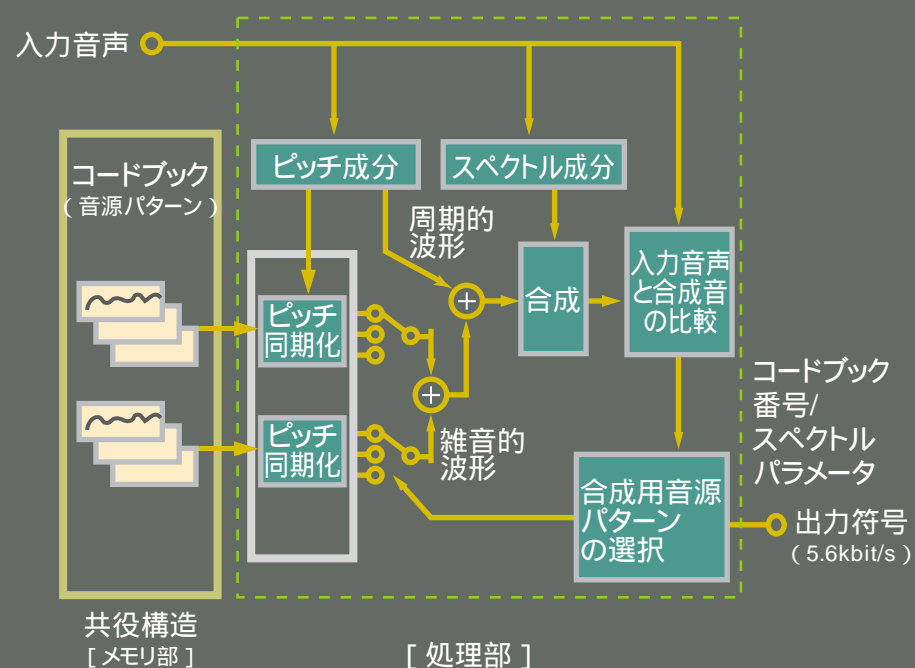 入力音声
コードブック
(音源パターン)
ピッチ成分
スペクトル成分
周期的
波形
ピッチ
同期化
合成
入力音声
と合成音
の比較
ピッチ
同期化
雑音的
波形
合成用音源
パターン
の選択
コードブック
番号/
スペクトル
パラメータ
出力符号
(5.6kbit/s)
共役構造
[メモリ部]
[処理部]